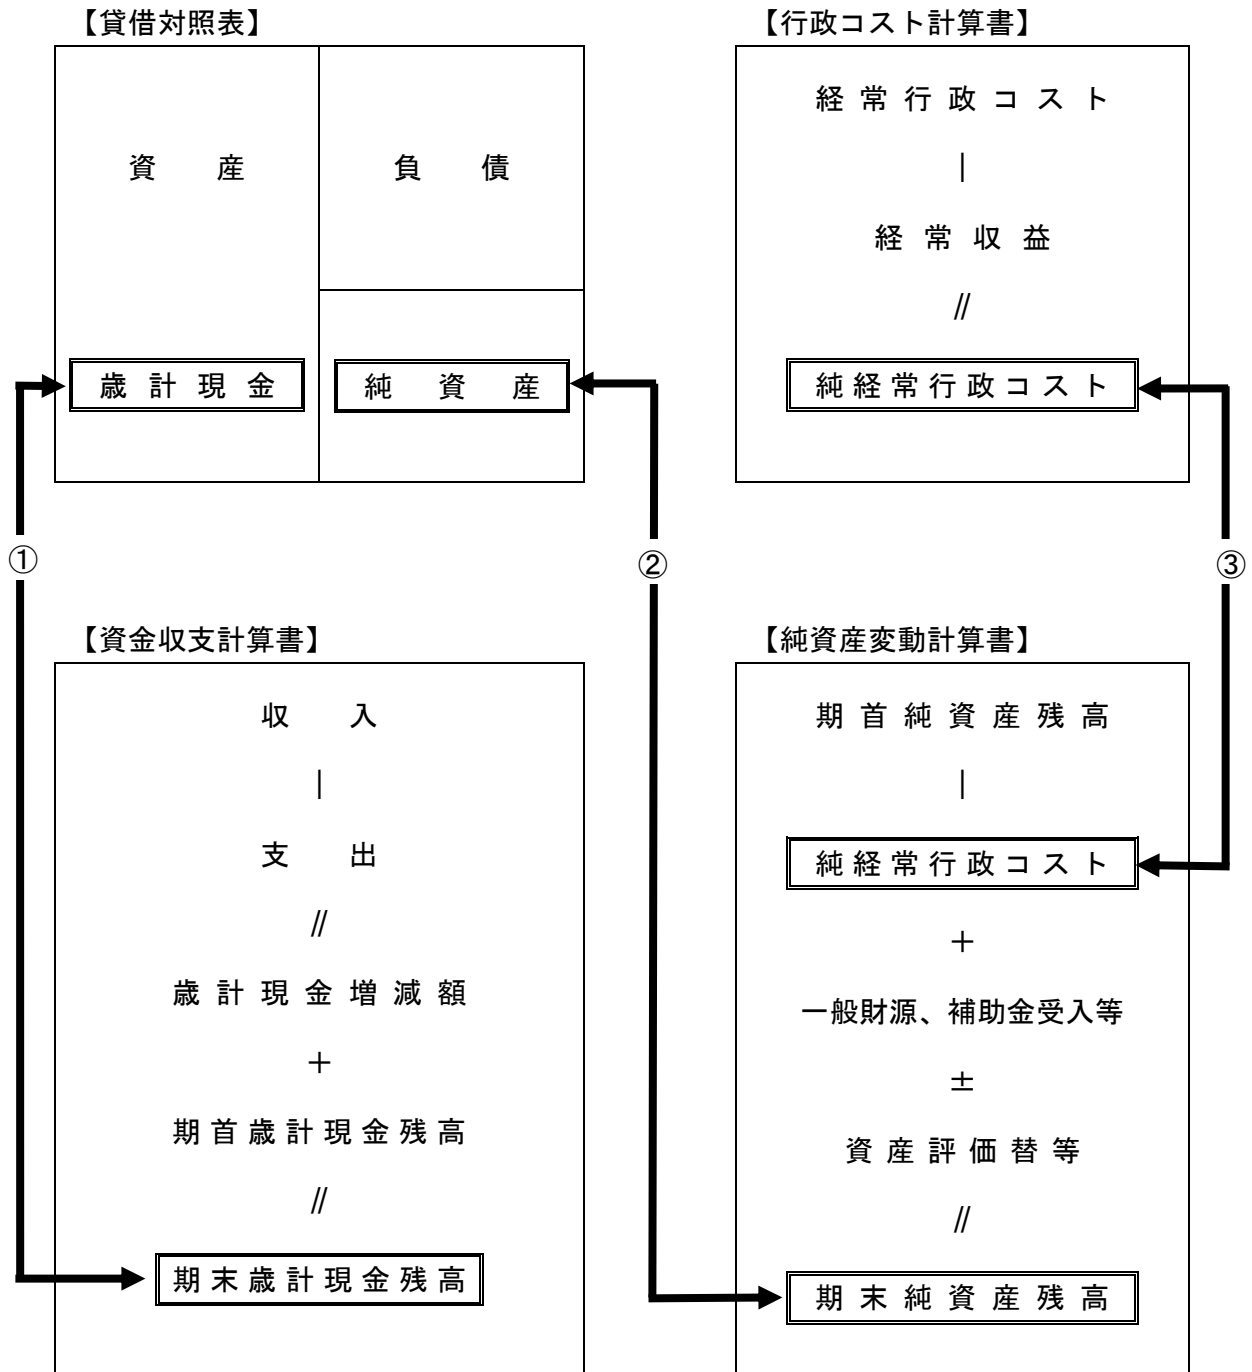 【貸借対照表】
資産
負債
歳計現金
純資産
【行政コスト計算書】
経常行政コスト
|
経常収益
//
純経常行政コスト
①
②
③
【資金収支計算書】
収入
|
支出
//
歳計現金増減額
＋
期首歳計現金残高
//
期末歳計現金残高
【純資産変動計算書】
期首純資産残高
|
純経常行政コスト
＋
一般財源、補助金受入等
±
資産評価替等
//
期末純資産残高